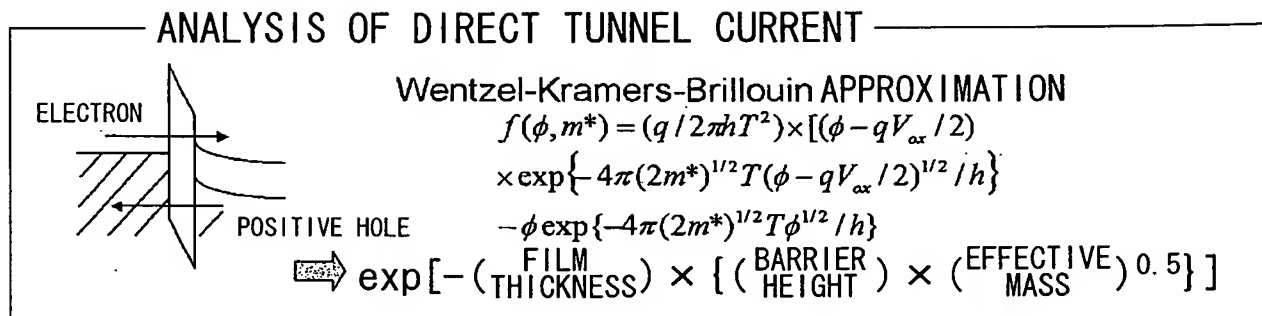 ANALYSIS OF DIRECT TUNNEL CURRENT
Wentzel-Kramers-Brillouin APPROXIMATION
ELECTRON
f(ϕ,m*) = (q/2πhT²)×[(ϕ−qV_ox/2)
×exp{−4π(2m*)^{1/2}T(ϕ−qV_ox/2)^{1/2}/h}
−ϕexp{−4π(2m*)^{1/2}Tϕ^{1/2}/h}
POSITIVE HOLE
exp[-(FILM THICKNESS) × {(BARRIER HEIGHT) × (EFFECTIVE MASS)^{0.5}}]